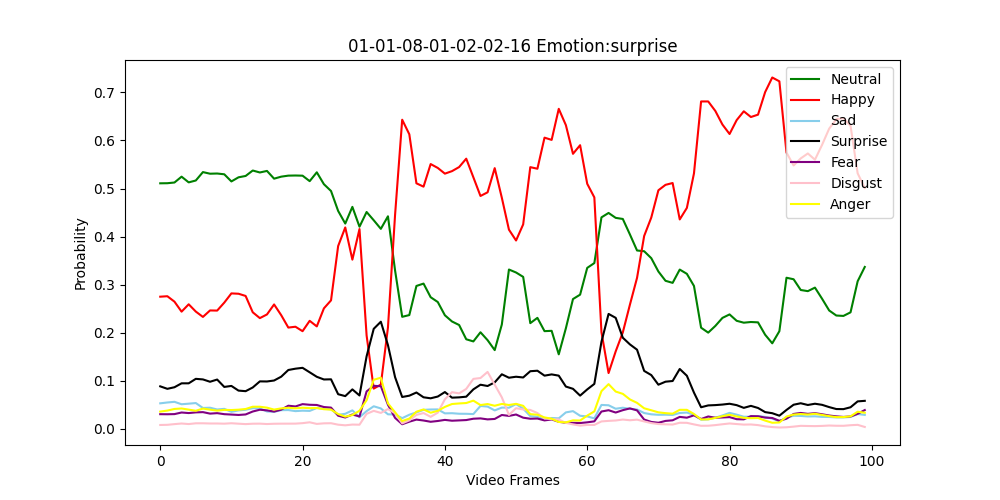 01-01-08-01-02-02-16 Emotion:surprise
Probability
0.7
0.6
0.5
0.4
0.3
0.2
0.1
0.0
0
20
40
60
80
100
Video Frames
Neutral
Happy
Sad
Surprise
Fear
Disgust
Anger